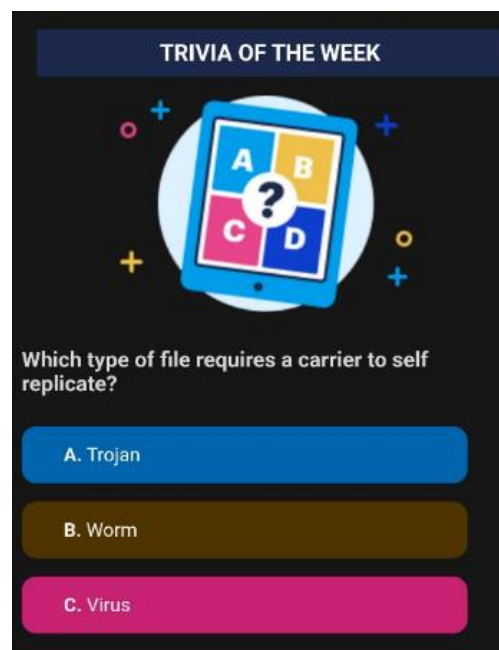 TRIVIA OF THE WEEK
A
B
?
C
D
Which type of file requires a carrier to self
replicate?
A. Trojan
B. Worm
C. Virus